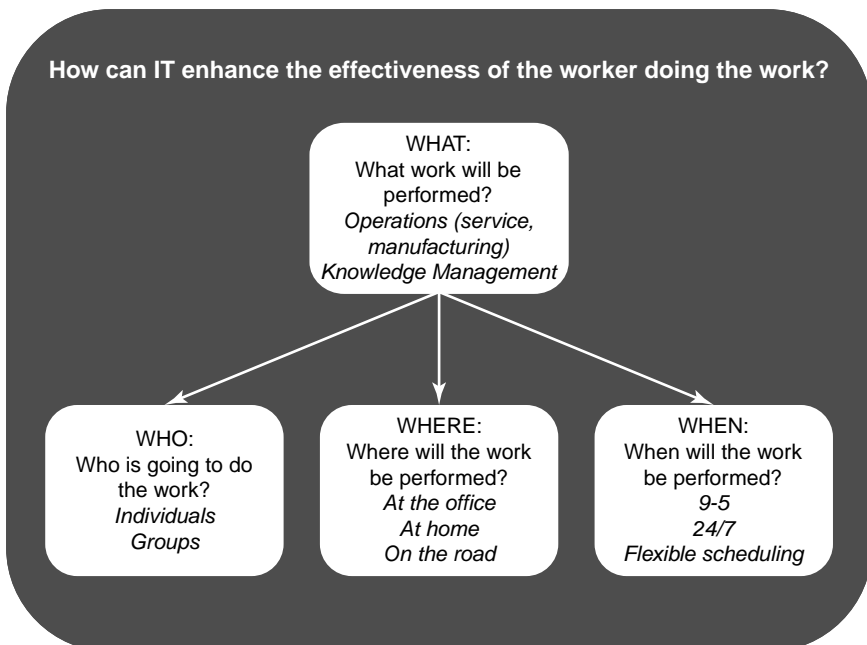 How can IT enhance the effectiveness of the worker doing the work?
WHAT:
What work will be
performed?
Operations (service,
manufacturing)
Knowledge Management
WHO:
Who is going to do
the work?
Individuals
Groups
WHERE:
Where will the work
be performed?
At the office
At home
On the road
WHEN:
When will the work
be performed?
9-5
24/7
Flexible scheduling